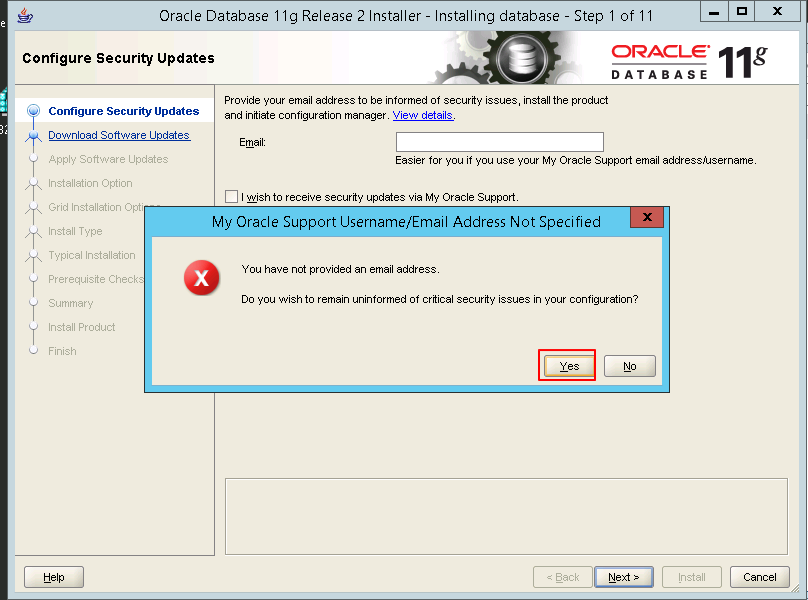 Oracle Database 11g Release 2 Installer - Installing database - Step 1 of 11
Configure Security Updates
ORACLE
DATABASE
11g
Configure Security Updates
Download Software Updates
Apply Software Updates
Installation Option
Grid Installation Options
Install Type
Typical Installation
Prerequisite Checks
Summary
Install Product
Finish
Provide your email address to be informed of security issues, install the product
and initiate configuration manager. View details.
Email:
Easier for you if you use your My Oracle Support email address/username.
I wish to receive security updates via My Oracle Support.
My Oracle Support Username/Email Address Not Specified
You have not provided an email address.
Do you wish to remain uninformed of critical security issues in your configuration?
Yes
No
Help
< Back
Next >
Install
Cancel